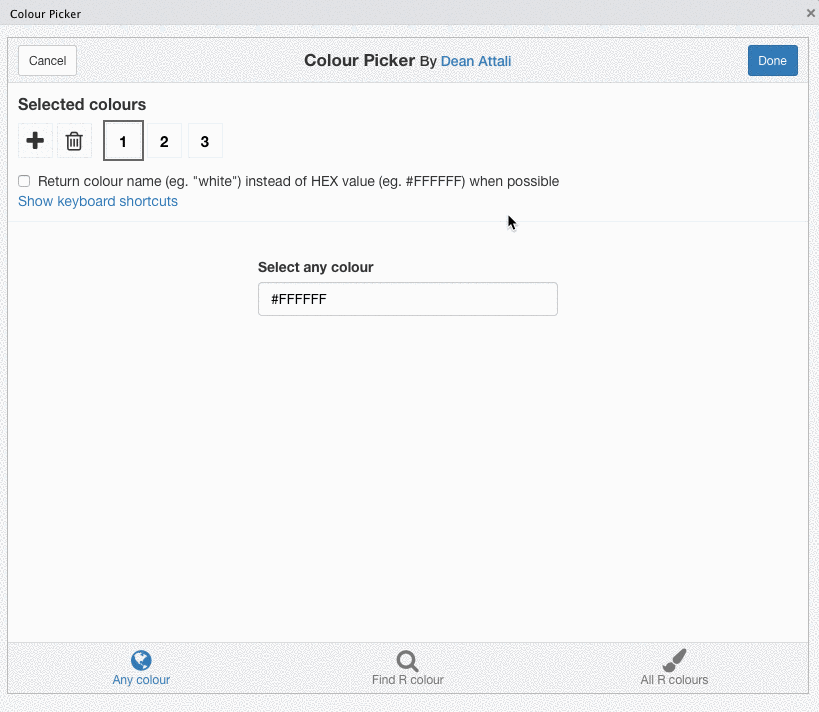 Colour Picker
Cancel
Colour Picker By Dean Attali
Done
Selected colours
1 2 3
Return colour name (eg. "white") instead of HEX value (eg. #FFFFFF) when possible
Show keyboard shortcuts
Select any colour
#FFFFFF
Any colour
Find R colour
All R colours